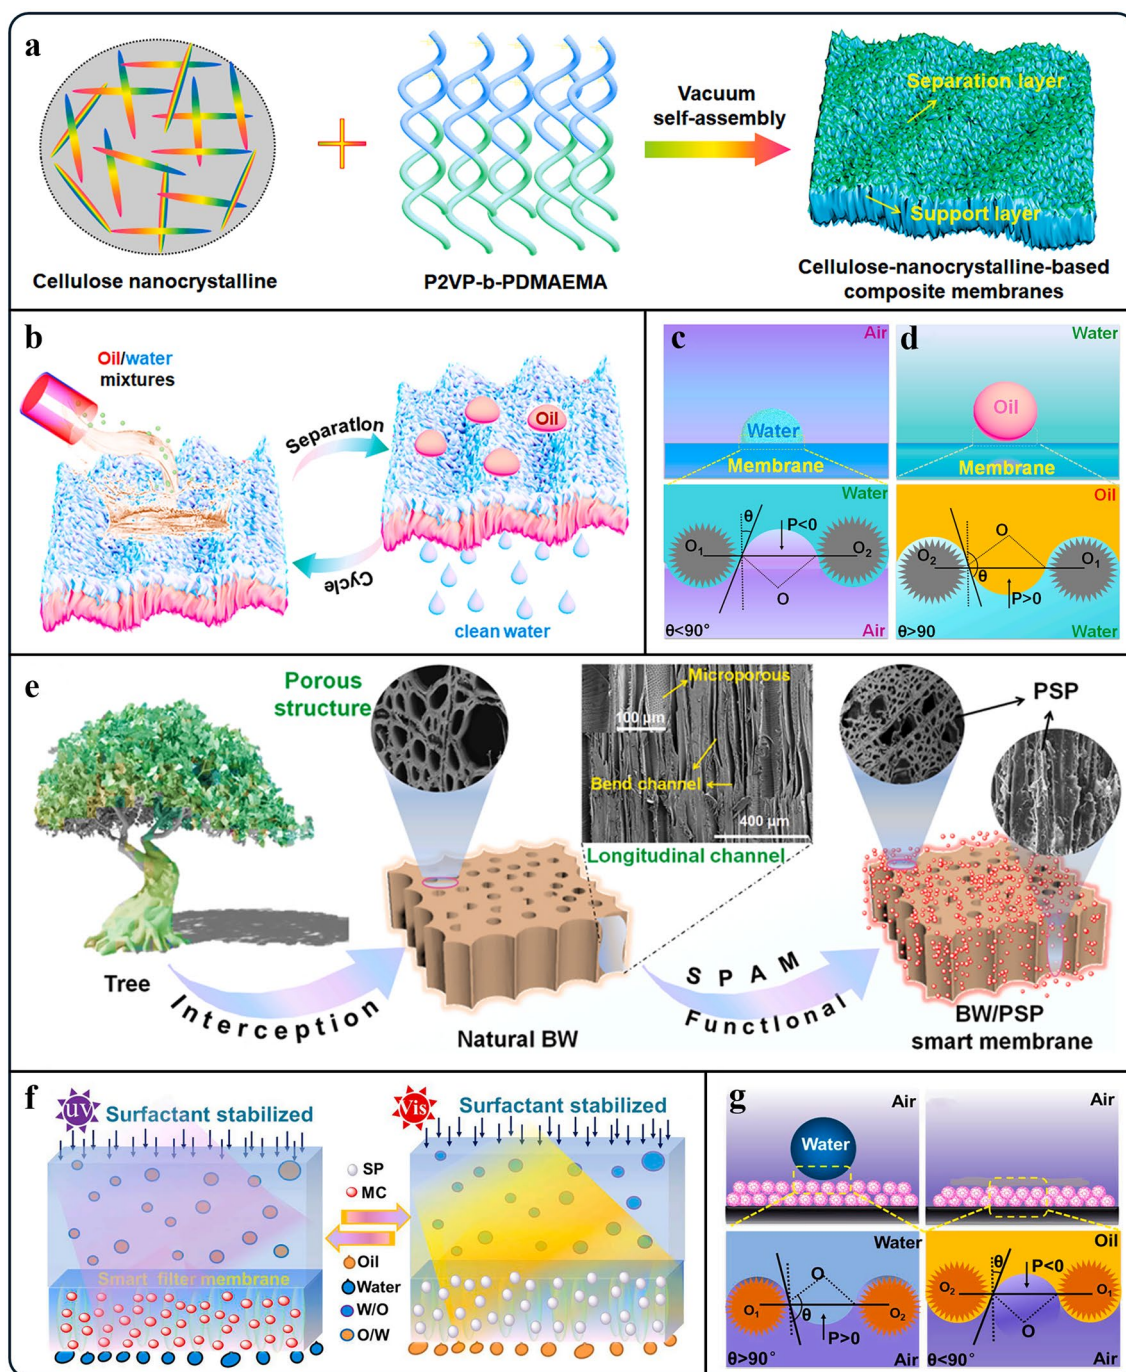 a
Separation layer
Vacuum
self-assembly
Support layer
Cellulose nanocrystalline
P2VP-b-PDMAEMA
Cellulose-nanocrystalline-based
composite membranes
b
Oil/water
mixtures
Separation
Oil
Cycle
clean water
c
Air
Water
Membrane
Water
θ
P<0
O₁
O₂
O
θ<90°
Air
d
Water
Oil
Membrane
Oil
O
O₂
O₁
θ
P>0
θ>90
Water
e
Porous
structure
Microporous
100 μm
Bend channel
400 μm
Longitudinal channel
PSP
Tree
Interception
Natural BW
SPAM
Functional
BW/PSP
smart membrane
f
UV
Surfactant stabilized
Vis
Surfactant stabilized
SP
MC
Smart filter membrane
Oil
Water
W/O
O/W
g
Air
Water
Air
Water
O
O₁
O₂
θ
P>0
θ>90°
Air
Oil
θ
P<0
O₂
O₁
O
θ<90°
Air